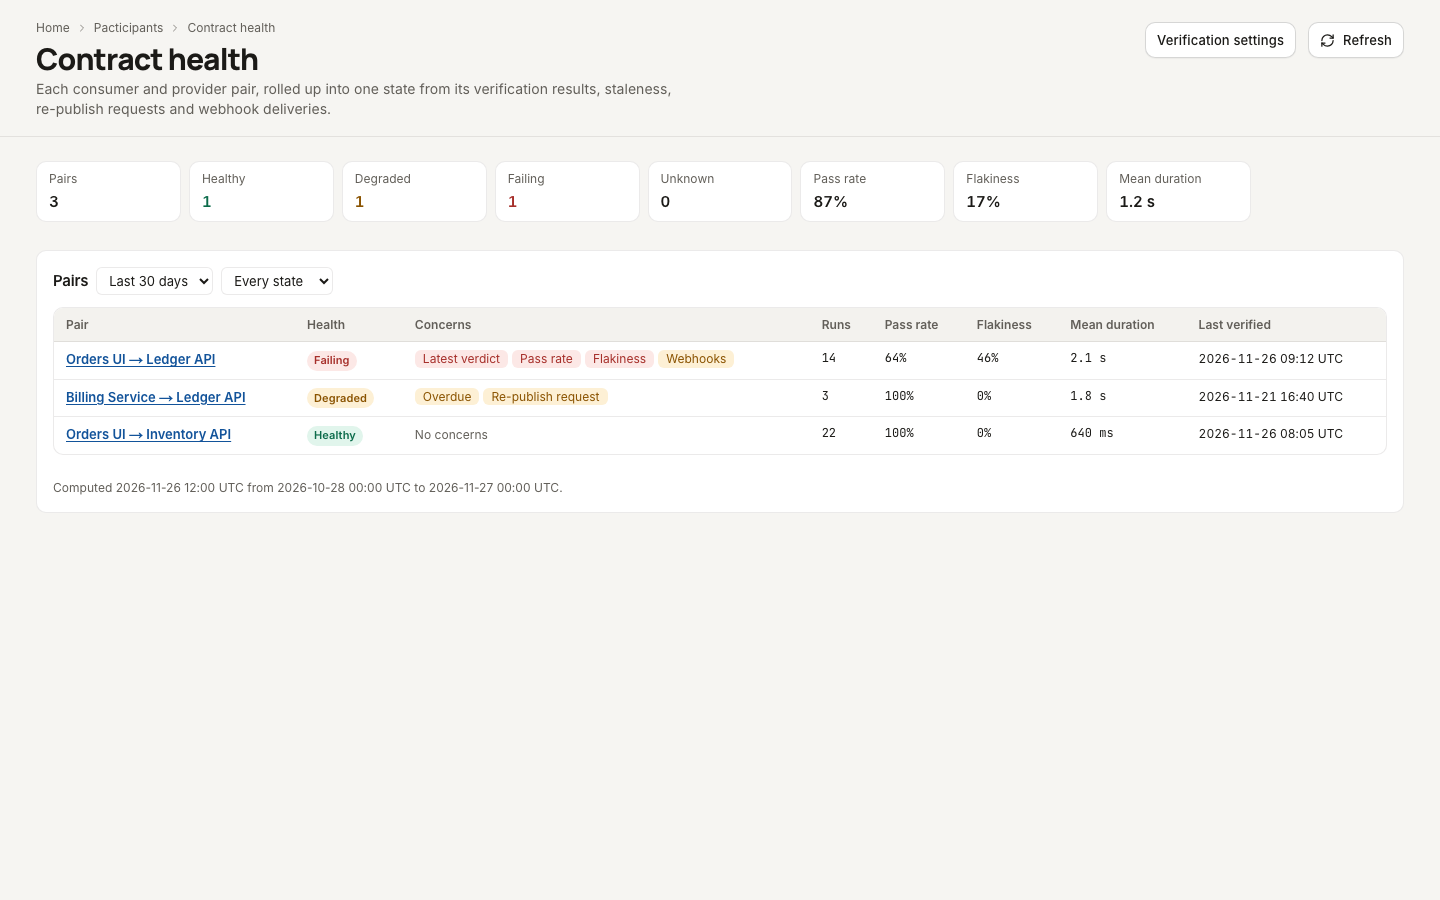 Home > Pacticipants > Contract health
Contract health
Each consumer and provider pair, rolled up into one state from its verification results, staleness,
re-publish requests and webhook deliveries.
Verification settings
Refresh
Pairs
3
Healthy
1
Degraded
1
Failing
1
Unknown
0
Pass rate
87%
Flakiness
17%
Mean duration
1.2 s
Pairs Last 30 days Every state
Pair Health Concerns Runs Pass rate Flakiness Mean duration Last verified
Orders UI → Ledger API Failing Latest verdict Pass rate Flakiness Webhooks 14 64% 46% 2.1 s 2026-11-26 09:12 UTC
Billing Service → Ledger API Degraded Overdue Re-publish request 3 100% 0% 1.8 s 2026-11-21 16:40 UTC
Orders UI → Inventory API Healthy No concerns 22 100% 0% 640 ms 2026-11-26 08:05 UTC
Computed 2026-11-26 12:00 UTC from 2026-10-28 00:00 UTC to 2026-11-27 00:00 UTC.